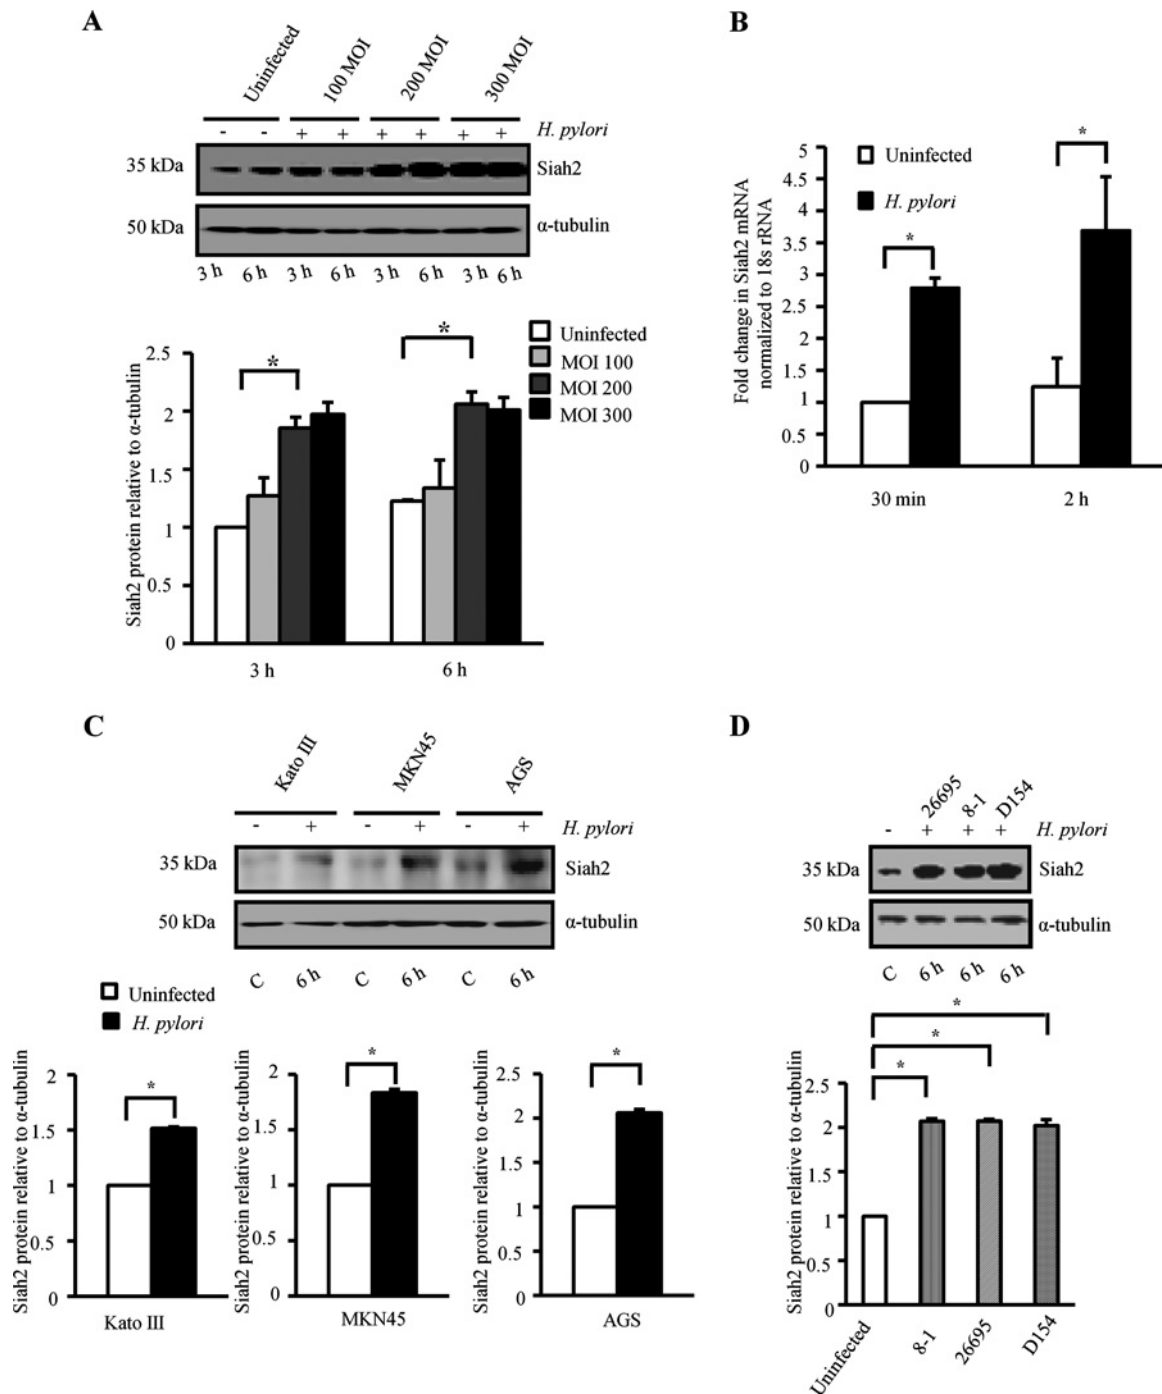 A
Uninfected
100 MOI
200 MOI
300 MOI
- - + + + + + + H. pylori
35 kDa Siah2
50 kDa α-tubulin
3 h 6 h 3 h 6 h 3 h 6 h 3 h 6 h
Siah2 protein relative to α-tubulin
2.5
2
1.5
1
0.5
0
* *
Uninfected
MOI 100
MOI 200
MOI 300
3 h 6 h
B
Fold change in Siah2 mRNA
normalized to 18s rRNA
5
4.5
4
3.5
3
2.5
2
1.5
1
0.5
0
Uninfected
H. pylori
* *
30 min 2 h
C
Kato III
MKN45
AGS
- + - + - + H. pylori
35 kDa Siah2
50 kDa α-tubulin
C 6 h C 6 h C 6 h
Uninfected
H. pylori
Siah2 protein relative to α-tubulin
2
1.5
1
0.5
0
*
Kato III
Siah2 protein relative to α-tubulin
2
1.5
1
0.5
0
*
MKN45
Siah2 protein relative to α-tubulin
2.5
2
1.5
1
0.5
0
*
AGS
D
26695
8-1
D154
- + + + H. pylori
35 kDa Siah2
50 kDa α-tubulin
C 6 h 6 h 6 h
Siah2 protein relative to α-tubulin
2.5
2
1.5
1
0.5
0
*
*
*
Uninfected
8-1
26695
D154